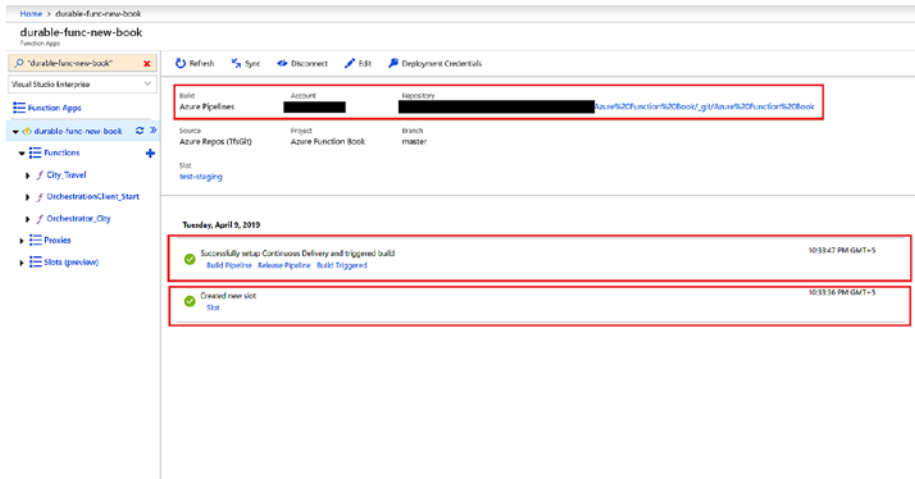 Home > durable-func-new-book
durable-func-new-book
Function Apps
"durable-func-new-book"
Visual Studio Enterprise
Function Apps
durable-func-new-book
Functions
City_Travel
OrchestrationClient_Start
Orchestrator_City
Proxies
Slots (preview)
Refresh Sync Disconnect Edit Deployment Credentials
Build Account Repository
Azure Pipelines Azure%20Function%20Book/_git/Azure%20Function%20Book
Source Project Branch
Azure Repos (TfsGit) Azure Function Book master
Slot
test-staging
Tuesday, April 9, 2019
Successfully setup Continuous Delivery and triggered build 10:33:47 PM GMT+5
Build Pipeline Release Pipeline Build Triggered
Created new slot 10:33:36 PM GMT+5
Slot